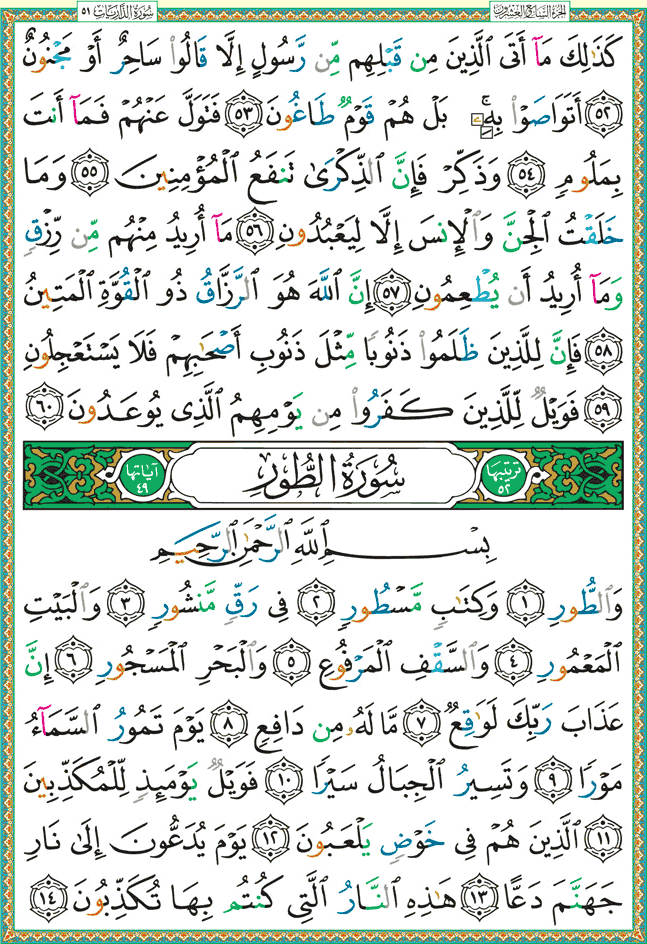 سُورَةُ الذَّارِيَات ٥١ الجزء السابع والعشرون
كَذَٰلِكَ مَآ أَتَى ٱلَّذِينَ مِن قَبْلِهِم مِّن رَّسُولٍ إِلَّا قَالُوا۟ سَاحِرٌ أَوْ مَجْنُونٌ
٥٢ أَتَوَاصَوْا۟ بِهِۦ ۚ بَلْ هُمْ قَوْمٌ طَاغُونَ ٥٣ فَتَوَلَّ عَنْهُمْ فَمَآ أَنتَ
بِمَلُومٍ ٥٤ وَذَكِّرْ فَإِنَّ ٱلذِّكْرَىٰ تَنفَعُ ٱلْمُؤْمِنِينَ ٥٥ وَمَا
خَلَقْتُ ٱلْجِنَّ وَٱلْإِنسَ إِلَّا لِيَعْبُدُونِ ٥٦ مَآ أُرِيدُ مِنْهُم مِّن رِّزْقٍ
وَمَآ أُرِيدُ أَن يُطْعِمُونِ ٥٧ إِنَّ ٱللَّهَ هُوَ ٱلرَّزَّاقُ ذُو ٱلْقُوَّةِ ٱلْمَتِينُ
٥٨ فَإِنَّ لِلَّذِينَ ظَلَمُوا۟ ذَنُوبًا مِّثْلَ ذَنُوبِ أَصْحَٰبِهِمْ فَلَا يَسْتَعْجِلُونِ
٥٩ فَوَيْلٌ لِّلَّذِينَ كَفَرُوا۟ مِن يَوْمِهِمُ ٱلَّذِى يُوعَدُونَ ٦٠
ترتيبها ٥٢ سُورَةُ الطُّورِ آياتها ٤٩
بِسْمِ ٱللَّهِ ٱلرَّحْمَٰنِ ٱلرَّحِيمِ
وَٱلطُّورِ ١ وَكِتَٰبٍ مَّسْطُورٍ ٢ فِى رَقٍّ مَّنشُورٍ ٣ وَٱلْبَيْتِ
ٱلْمَعْمُورِ ٤ وَٱلسَّقْفِ ٱلْمَرْفُوعِ ٥ وَٱلْبَحْرِ ٱلْمَسْجُورِ ٦ إِنَّ
عَذَابَ رَبِّكَ لَوَٰقِعٌ ٧ مَّا لَهُۥ مِن دَافِعٍ ٨ يَوْمَ تَمُورُ ٱلسَّمَآءُ
مَوْرًا ٩ وَتَسِيرُ ٱلْجِبَالُ سَيْرًا ١٠ فَوَيْلٌ يَوْمَئِذٍ لِّلْمُكَذِّبِينَ
١١ ٱلَّذِينَ هُمْ فِى خَوْضٍ يَلْعَبُونَ ١٢ يَوْمَ يُدَعُّونَ إِلَىٰ نَارِ
جَهَنَّمَ دَعًّا ١٣ هَٰذِهِ ٱلنَّارُ ٱلَّتِى كُنتُم بِهَا تُكَذِّبُونَ ١٤